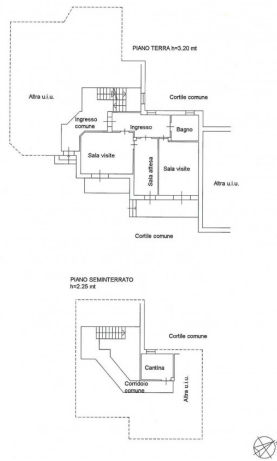 PIANO TERRA h=3.20 mt
Altra u.i.u.
Cortile comune
Ingresso
comune
Ingresso
Bagno
Sala visite
Sala attesa
Sala visite
Altra u.i.u.
Cortile comune
PIANO SEMINTERRATO
h=2.25 mt
Cortile comune
Cantina
Corridoio
comune
Altra u.i.u.